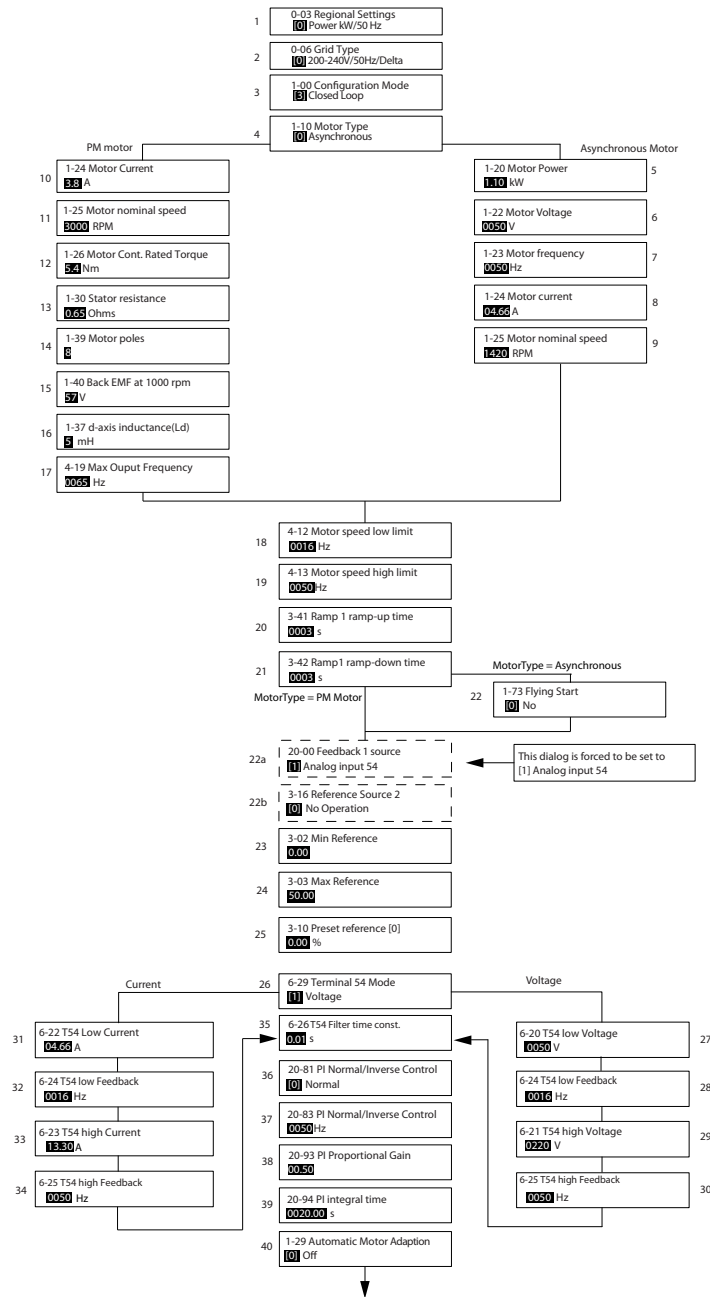 1
0-03 Regional Settings
[0] Power kW/50 Hz
2
0-06 Grid Type
[0] 200-240V/50Hz/Delta
3
1-00 Configuration Mode
[3] Closed Loop
4
1-10 Motor Type
[0] Asynchronous
PM motor
Asynchronous Motor
10
1-24 Motor Current
3.8 A
11
1-25 Motor nominal speed
3000 RPM
12
1-26 Motor Cont. Rated Torque
5.4 Nm
13
1-30 Stator resistance
0.65 Ohms
14
1-39 Motor poles
8
15
1-40 Back EMF at 1000 rpm
57 V
16
1-37 d-axis inductance(Ld)
5 mH
17
4-19 Max Ouput Frequency
0065 Hz
1-20 Motor Power
1.10 kW
5
1-22 Motor Voltage
0050 V
6
1-23 Motor frequency
0050 Hz
7
1-24 Motor current
04.66 A
8
1-25 Motor nominal speed
1420 RPM
9
18
4-12 Motor speed low limit
0016 Hz
19
4-13 Motor speed high limit
0050 Hz
20
3-41 Ramp 1 ramp-up time
0003 s
21
3-42 Ramp1 ramp-down time
0003 s
MotorType = Asynchronous
22
1-73 Flying Start
[0] No
MotorType = PM Motor
22a
20-00 Feedback 1 source
[1] Analog input 54
This dialog is forced to be set to
[1] Analog input 54
22b
3-16 Reference Source 2
[0] No Operation
23
3-02 Min Reference
0.00
24
3-03 Max Reference
50.00
25
3-10 Preset reference [0]
0.00 %
Current
26
6-29 Terminal 54 Mode
[1] Voltage
Voltage
31
6-22 T54 Low Current
04.66 A
32
6-24 T54 low Feedback
0016 Hz
33
6-23 T54 high Current
13.30 A
34
6-25 T54 high Feedback
0050 Hz
35
6-26 T54 Filter time const.
0.01 s
36
20-81 PI Normal/Inverse Control
[0] Normal
37
20-83 PI Normal/Inverse Control
0050 Hz
38
20-93 PI Proportional Gain
00.50
39
20-94 PI integral time
0020.00 s
40
1-29 Automatic Motor Adaption
[0] Off
6-20 T54 low Voltage
0050 V
27
6-24 T54 low Feedback
0016 Hz
28
6-21 T54 high Voltage
0220 V
29
6-25 T54 high Feedback
0050 Hz
30